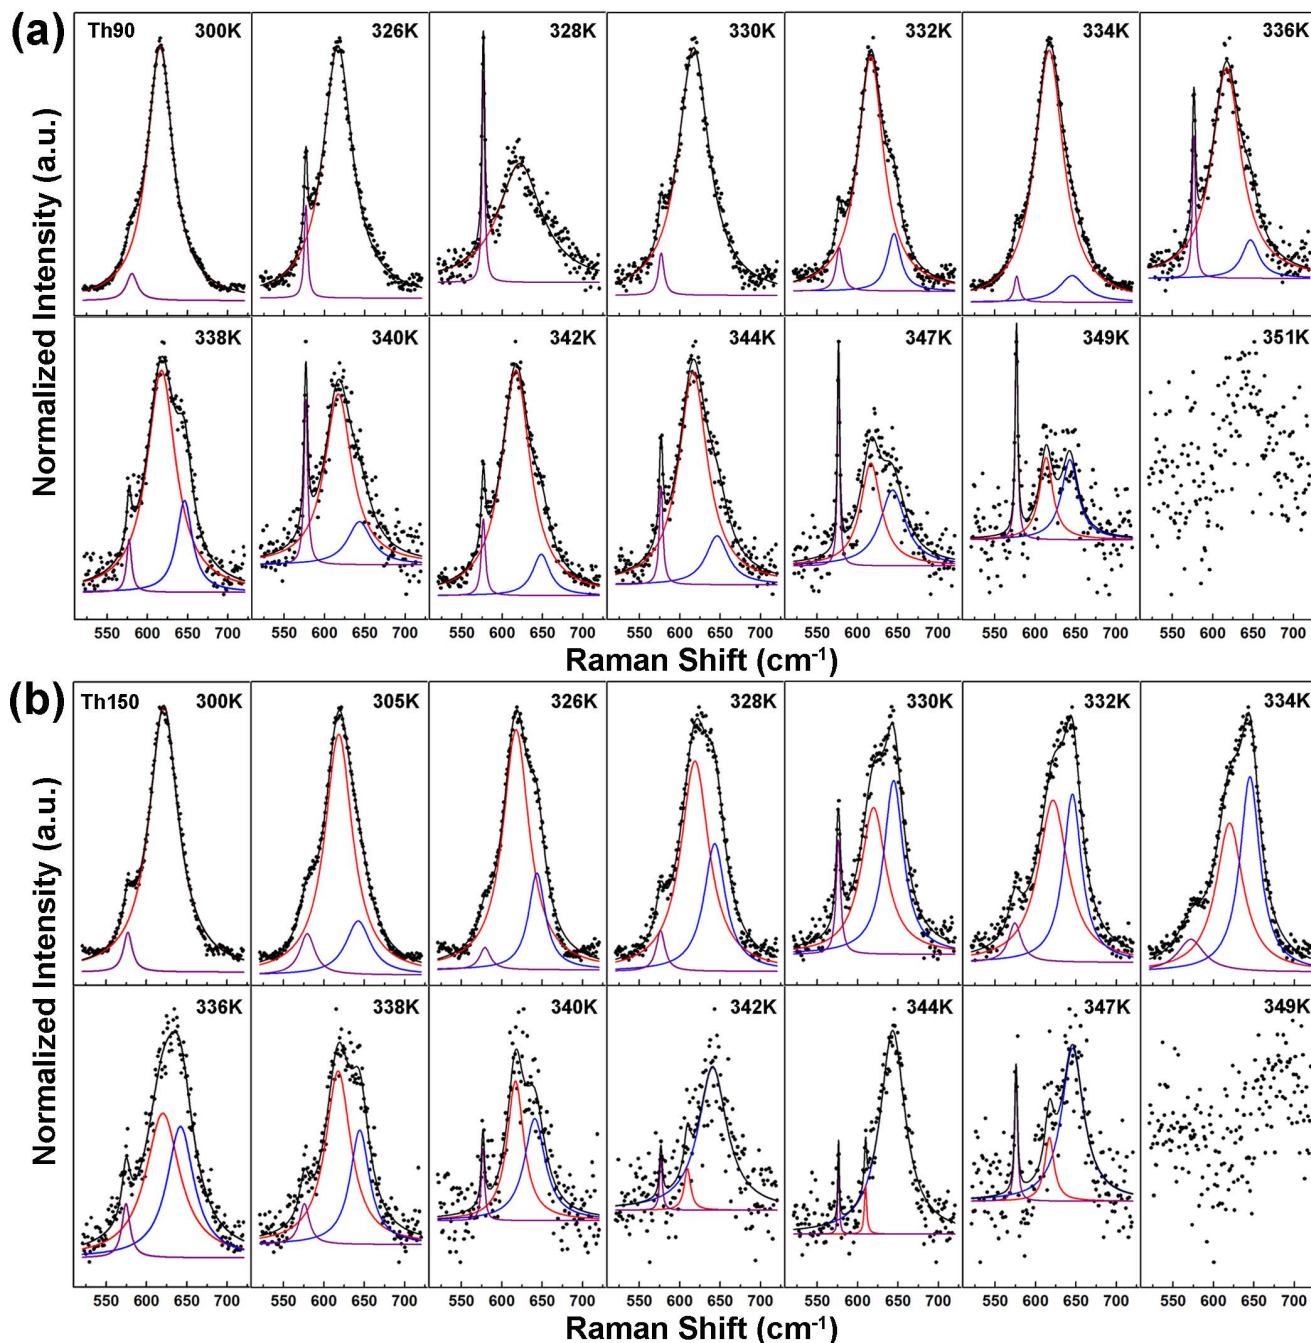 (a)
Th90 300K 326K 328K 330K 332K 334K 336K
338K 340K 342K 344K 347K 349K 351K
Normalized Intensity (a.u.)
550 600 650 700 550 600 650 700 550 600 650 700 550 600 650 700 550 600 650 700 550 600 650 700 550 600 650 700
Raman Shift (cm⁻¹)
(b)
Th150 300K 305K 326K 328K 330K 332K 334K
336K 338K 340K 342K 344K 347K 349K
Normalized Intensity (a.u.)
550 600 650 700 550 600 650 700 550 600 650 700 550 600 650 700 550 600 650 700 550 600 650 700 550 600 650 700
Raman Shift (cm⁻¹)